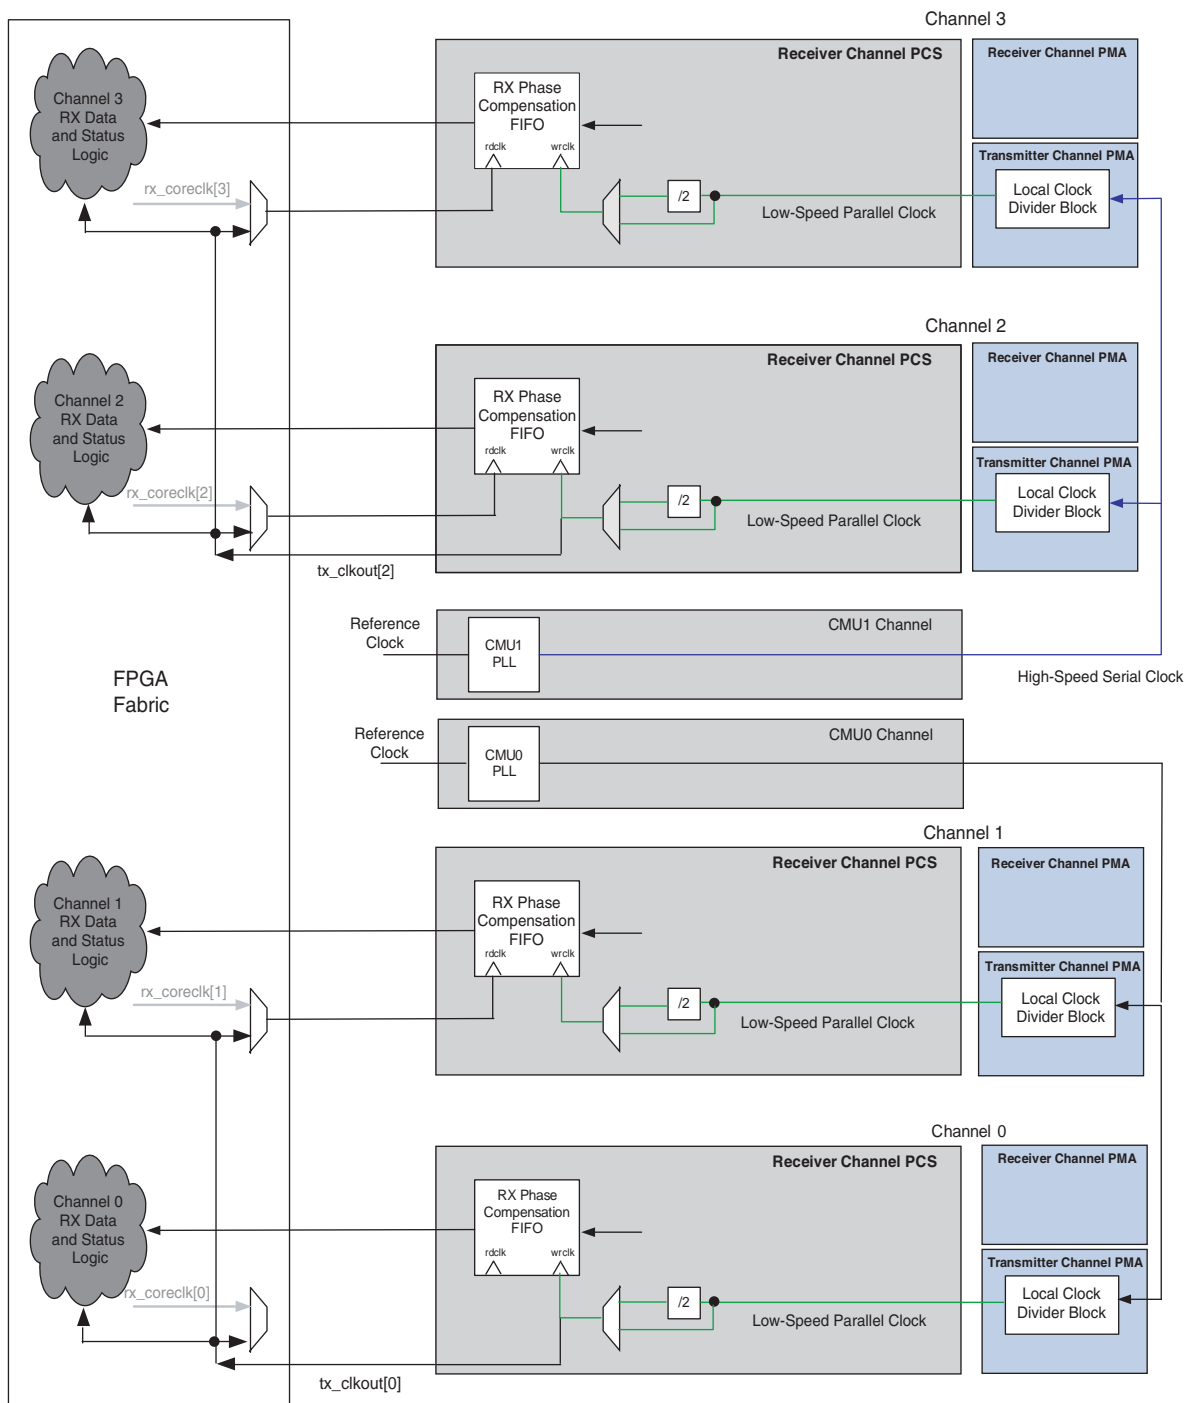 Channel 3
Receiver Channel PCS
Receiver Channel PMA
Channel 3
RX Data
and Status
Logic
RX Phase
Compensation
FIFO
rdclk
wrclk
Transmitter Channel PMA
rx_coreclk[3]
/2
Low-Speed Parallel Clock
Local Clock
Divider Block
Channel 2
Receiver Channel PCS
Receiver Channel PMA
Channel 2
RX Data
and Status
Logic
RX Phase
Compensation
FIFO
rdclk
wrclk
Transmitter Channel PMA
rx_coreclk[2]
/2
Low-Speed Parallel Clock
Local Clock
Divider Block
tx_clkout[2]
Reference
Clock
CMU1
PLL
CMU1 Channel
High-Speed Serial Clock
FPGA
Fabric
Reference
Clock
CMU0
PLL
CMU0 Channel
Channel 1
Receiver Channel PCS
Receiver Channel PMA
Channel 1
RX Data
and Status
Logic
RX Phase
Compensation
FIFO
rdclk
wrclk
Transmitter Channel PMA
rx_coreclk[1]
/2
Low-Speed Parallel Clock
Local Clock
Divider Block
Channel 0
Receiver Channel PCS
Receiver Channel PMA
Channel 0
RX Data
and Status
Logic
RX Phase
Compensation
FIFO
rdclk
wrclk
Transmitter Channel PMA
rx_coreclk[0]
/2
Low-Speed Parallel Clock
Local Clock
Divider Block
tx_clkout[0]